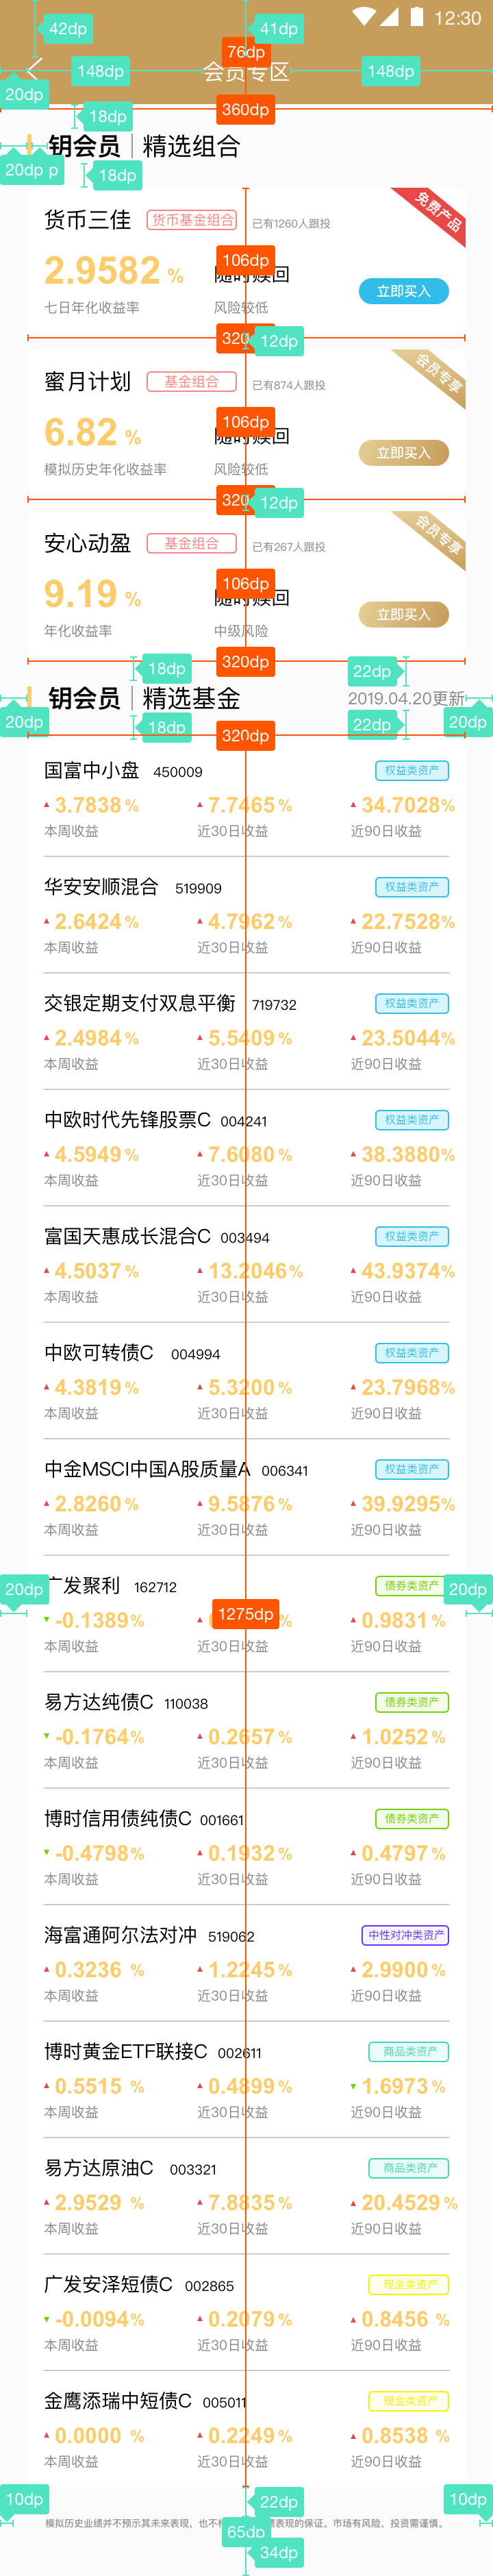 42dp 41dp 12:30
76dp
148dp 会员专区 148dp
20dp
360dp
18dp
钥会员 精选组合
20dp p 18dp
货币三佳 货币基金组合 已有1260人跟投 免费产品
2.9582 % 106dp 随时赎回 立即买入
七日年化收益率 风险较低
320 12dp
蜜月计划 基金组合 已有874人跟投 会员专享
6.82 % 106dp 随时赎回 立即买入
模拟历史年化收益率 风险较低
320 12dp
安心动盈 基金组合 已有267人跟投 会员专享
9.19 % 106dp 随时赎回 立即买入
年化收益率 中级风险
18dp 320dp 22dp
钥会员 精选基金 2019.04.20更新
20dp 18dp 320dp 22dp 20dp
国富中小盘 450009 权益类资产
3.7838% 7.7465% 34.7028%
本周收益 近30日收益 近90日收益
华安安顺混合 519909 权益类资产
2.6424% 4.7962% 22.7528%
本周收益 近30日收益 近90日收益
交银定期支付双息平衡 719732 权益类资产
2.4984% 5.5409% 23.5044%
本周收益 近30日收益 近90日收益
中欧时代先锋股票C 004241 权益类资产
4.5949% 7.6080% 38.3880%
本周收益 近30日收益 近90日收益
富国天惠成长混合C 003494 权益类资产
4.5037% 13.2046% 43.9374%
本周收益 近30日收益 近90日收益
中欧可转债C 004994 权益类资产
4.3819% 5.3200% 23.7968%
本周收益 近30日收益 近90日收益
中金MSCI中国A股质量A 006341 权益类资产
2.8260% 9.5876% 39.9295%
本周收益 近30日收益 近90日收益
20dp 广发聚利 162712 债券类资产 20dp
-0.1389% 1275dp % 0.9831%
本周收益 近30日收益 近90日收益
易方达纯债C 110038 债券类资产
-0.1764% 0.2657% 1.0252%
本周收益 近30日收益 近90日收益
博时信用债纯债C 001661 债券类资产
-0.4798% 0.1932% 0.4797%
本周收益 近30日收益 近90日收益
海富通阿尔法对冲 519062 中性对冲类资产
0.3236 % 1.2245% 2.9900%
本周收益 近30日收益 近90日收益
博时黄金ETF联接C 002611 商品类资产
0.5515 % 0.4899% 1.6973%
本周收益 近30日收益 近90日收益
易方达原油C 003321 商品类资产
2.9529 % 7.8835% 20.4529%
本周收益 近30日收益 近90日收益
广发安泽短债C 002865 现金类资产
-0.0094% 0.2079% 0.8456 %
本周收益 近30日收益 近90日收益
金鹰添瑞中短债C 005011 现金类资产
0.0000 % 0.2249% 0.8538 %
本周收益 近30日收益 近90日收益
10dp 22dp 10dp
模拟历史业绩并不预示其未来表现，也不 表现的保证。市场有风险，投资需谨慎。
65dp
34dp